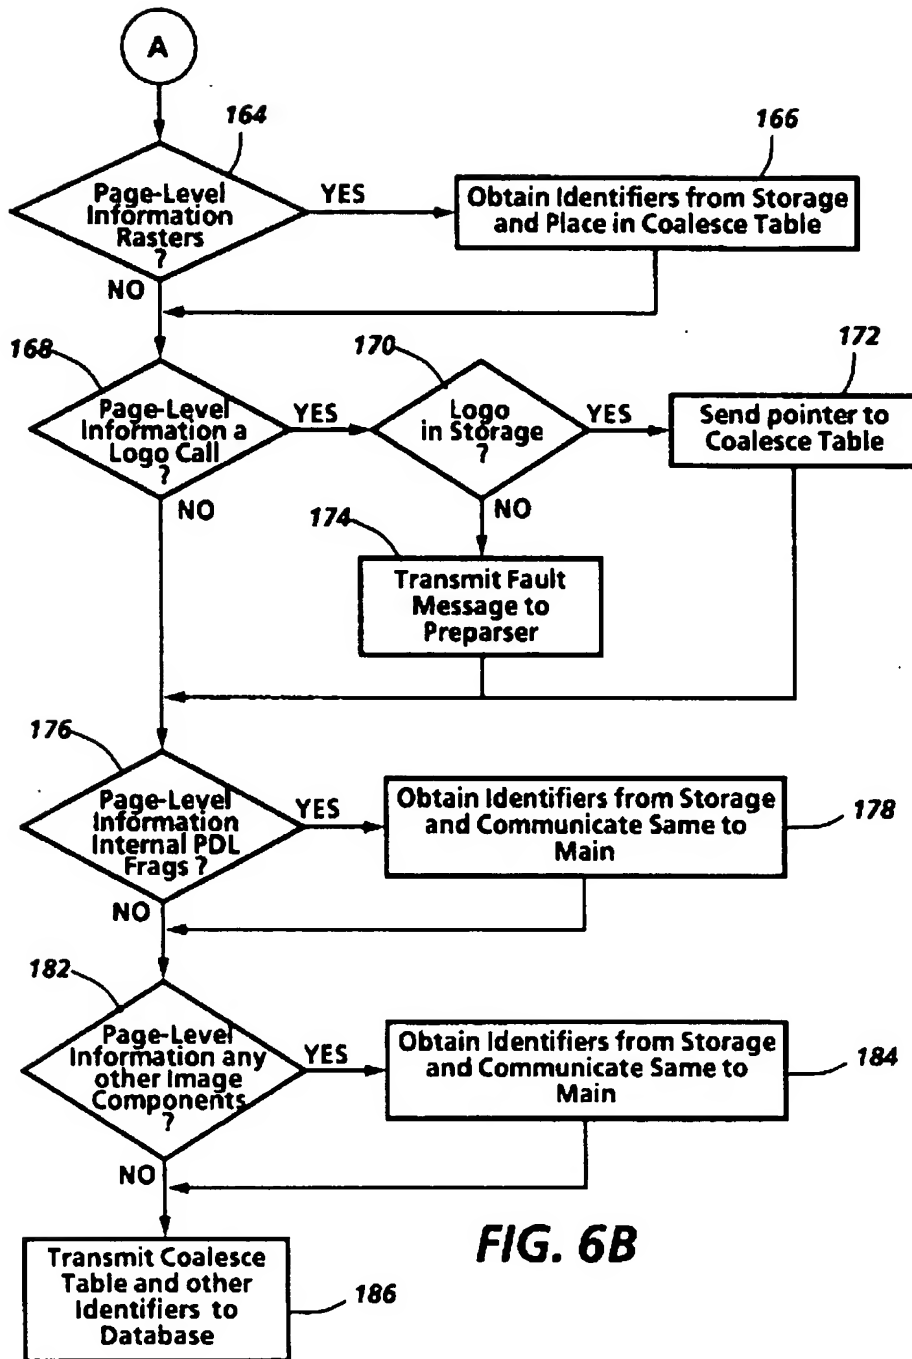 A
164
Page-Level
Information
Rasters
?
YES
166
Obtain Identifiers from Storage
and Place in Coalesce Table
NO
168
Page-Level
Information a
Logo Call
?
YES
170
Logo
in Storage
?
YES
172
Send pointer to
Coalesce Table
NO
NO
174
Transmit Fault
Message to
Preparser
176
Page-Level
Information
Internal PDL
Frags ?
YES
Obtain Identifiers from Storage
and Communicate Same to
Main
178
NO
182
Page-Level
Information any
other Image
Components
?
YES
Obtain Identifiers from Storage
and Communicate Same to
Main
184
NO
Transmit Coalesce
Table and other
Identifiers to
Database
186
FIG. 6B